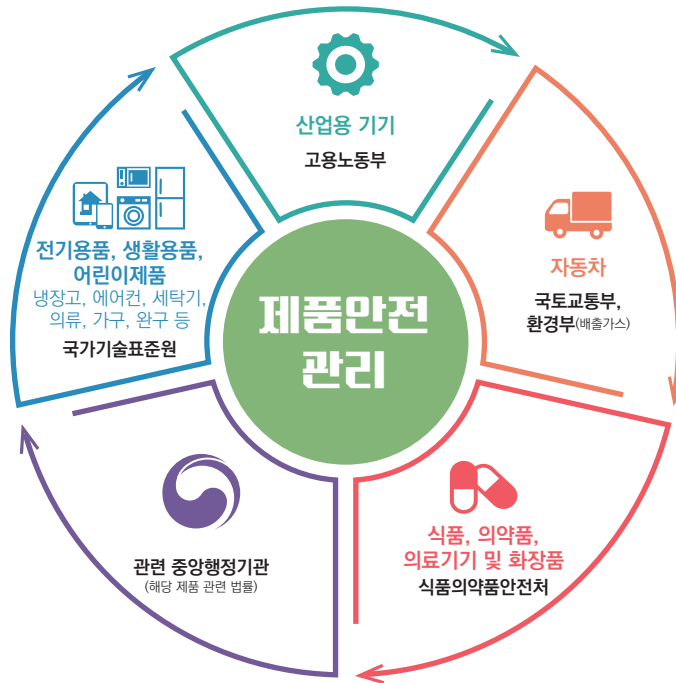 산업용 기기
고용노동부
전기용품, 생활용품,
어린이제품
냉장고, 에어컨, 세탁기,
의류, 가구, 완구 등
국가기술표준원
자동차
국토교통부,
환경부(배출가스)
제품안전
관리
관련 중앙행정기관
(해당 제품 관련 법률)
식품, 의약품,
의료기기 및 화장품
식품의약품안전처